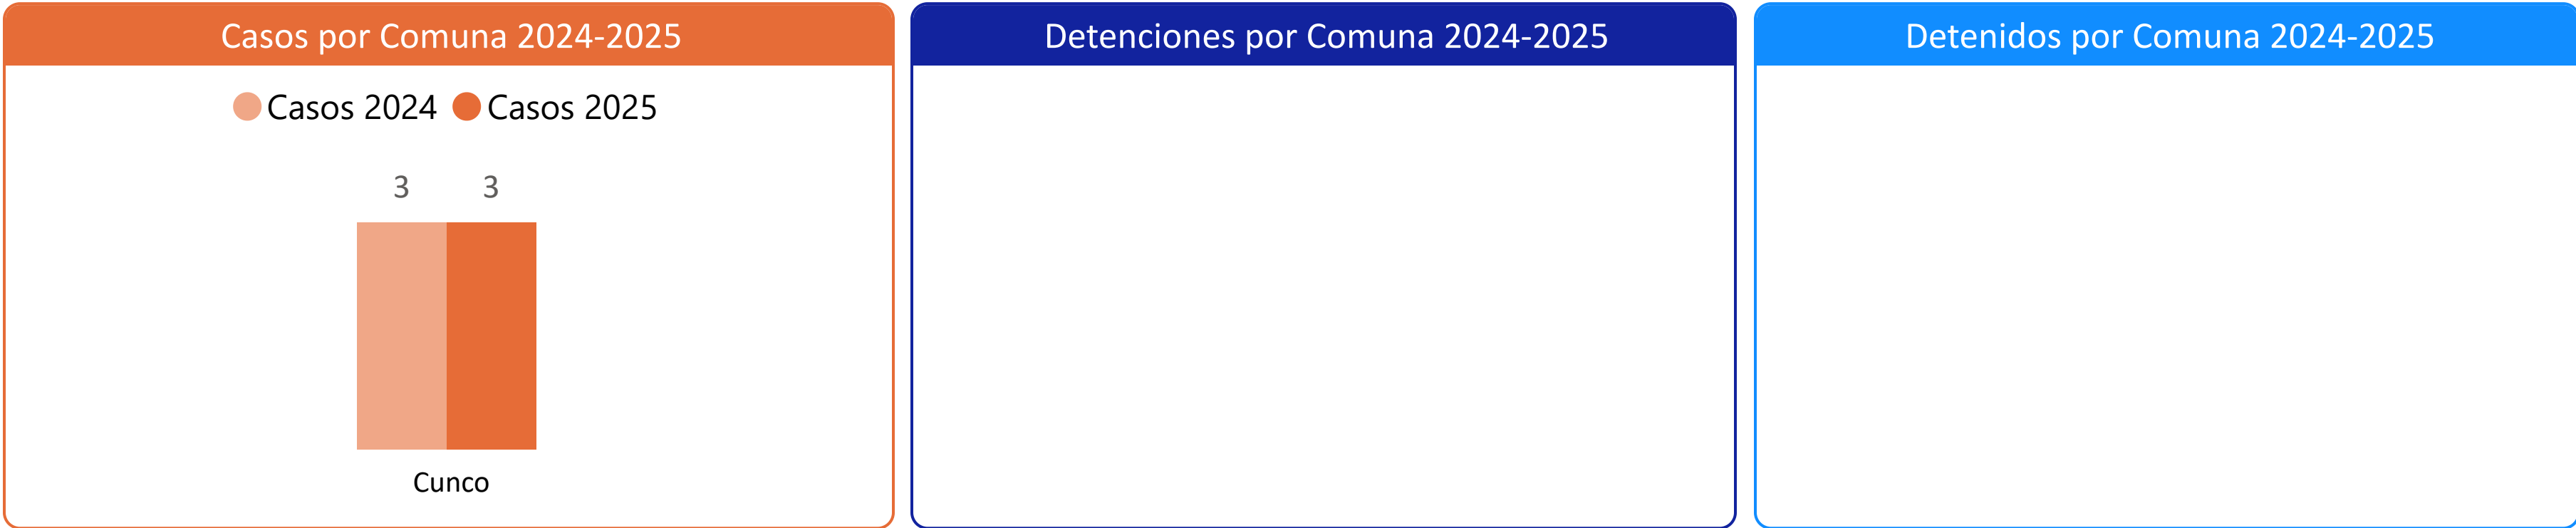 Casos por Comuna 2024-2025
Casos 2024 Casos 2025
3 3
Cunco
Detenciones por Comuna 2024-2025
Detenidos por Comuna 2024-2025